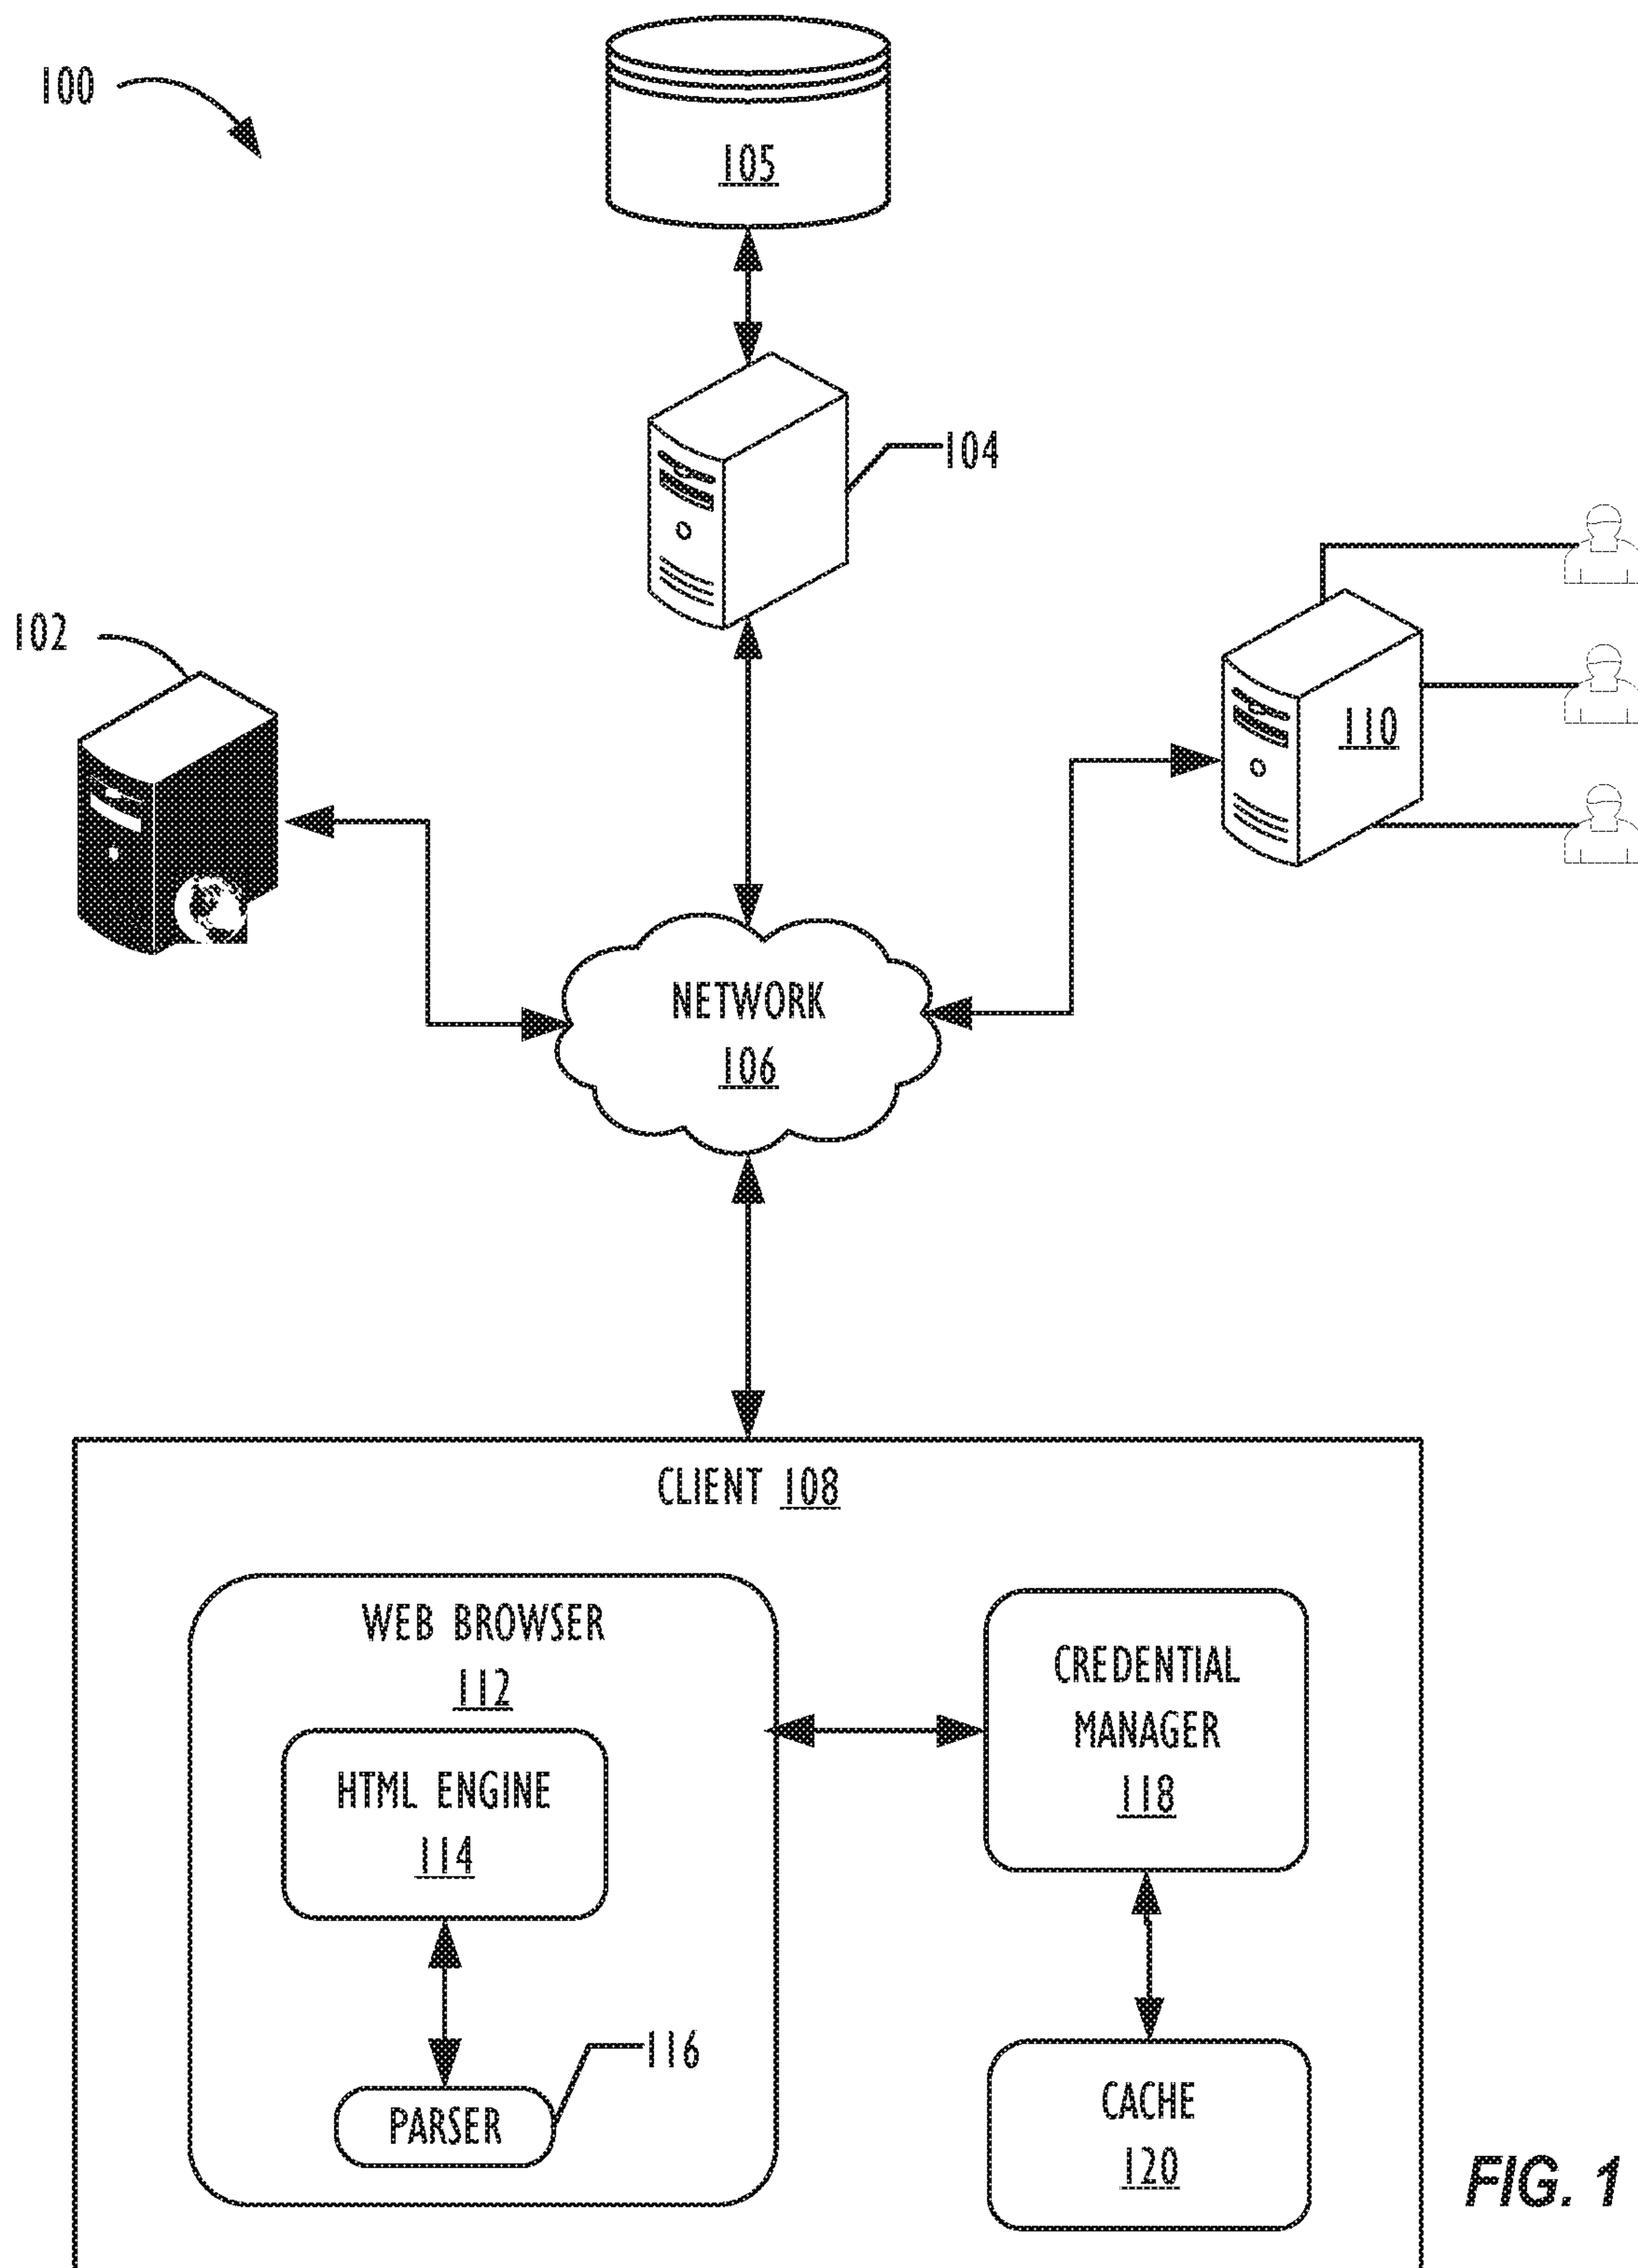 100
105
104
102
110
NETWORK
106
CLIENT 108
WEB BROWSER
112
CREDENTIAL
MANAGER
118
HTML ENGINE
114
116
PARSER
CACHE
120
FIG. 1